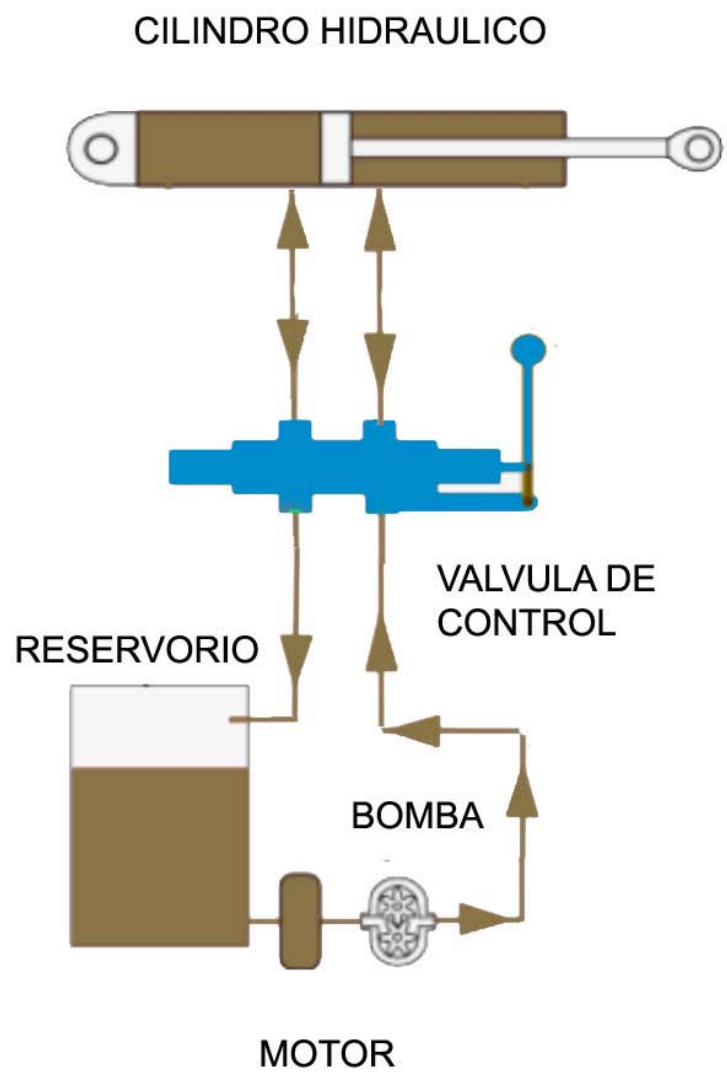 CILINDRO HIDRAULICO
VALVULA DE
CONTROL
RESERVORIO
BOMBA
MOTOR